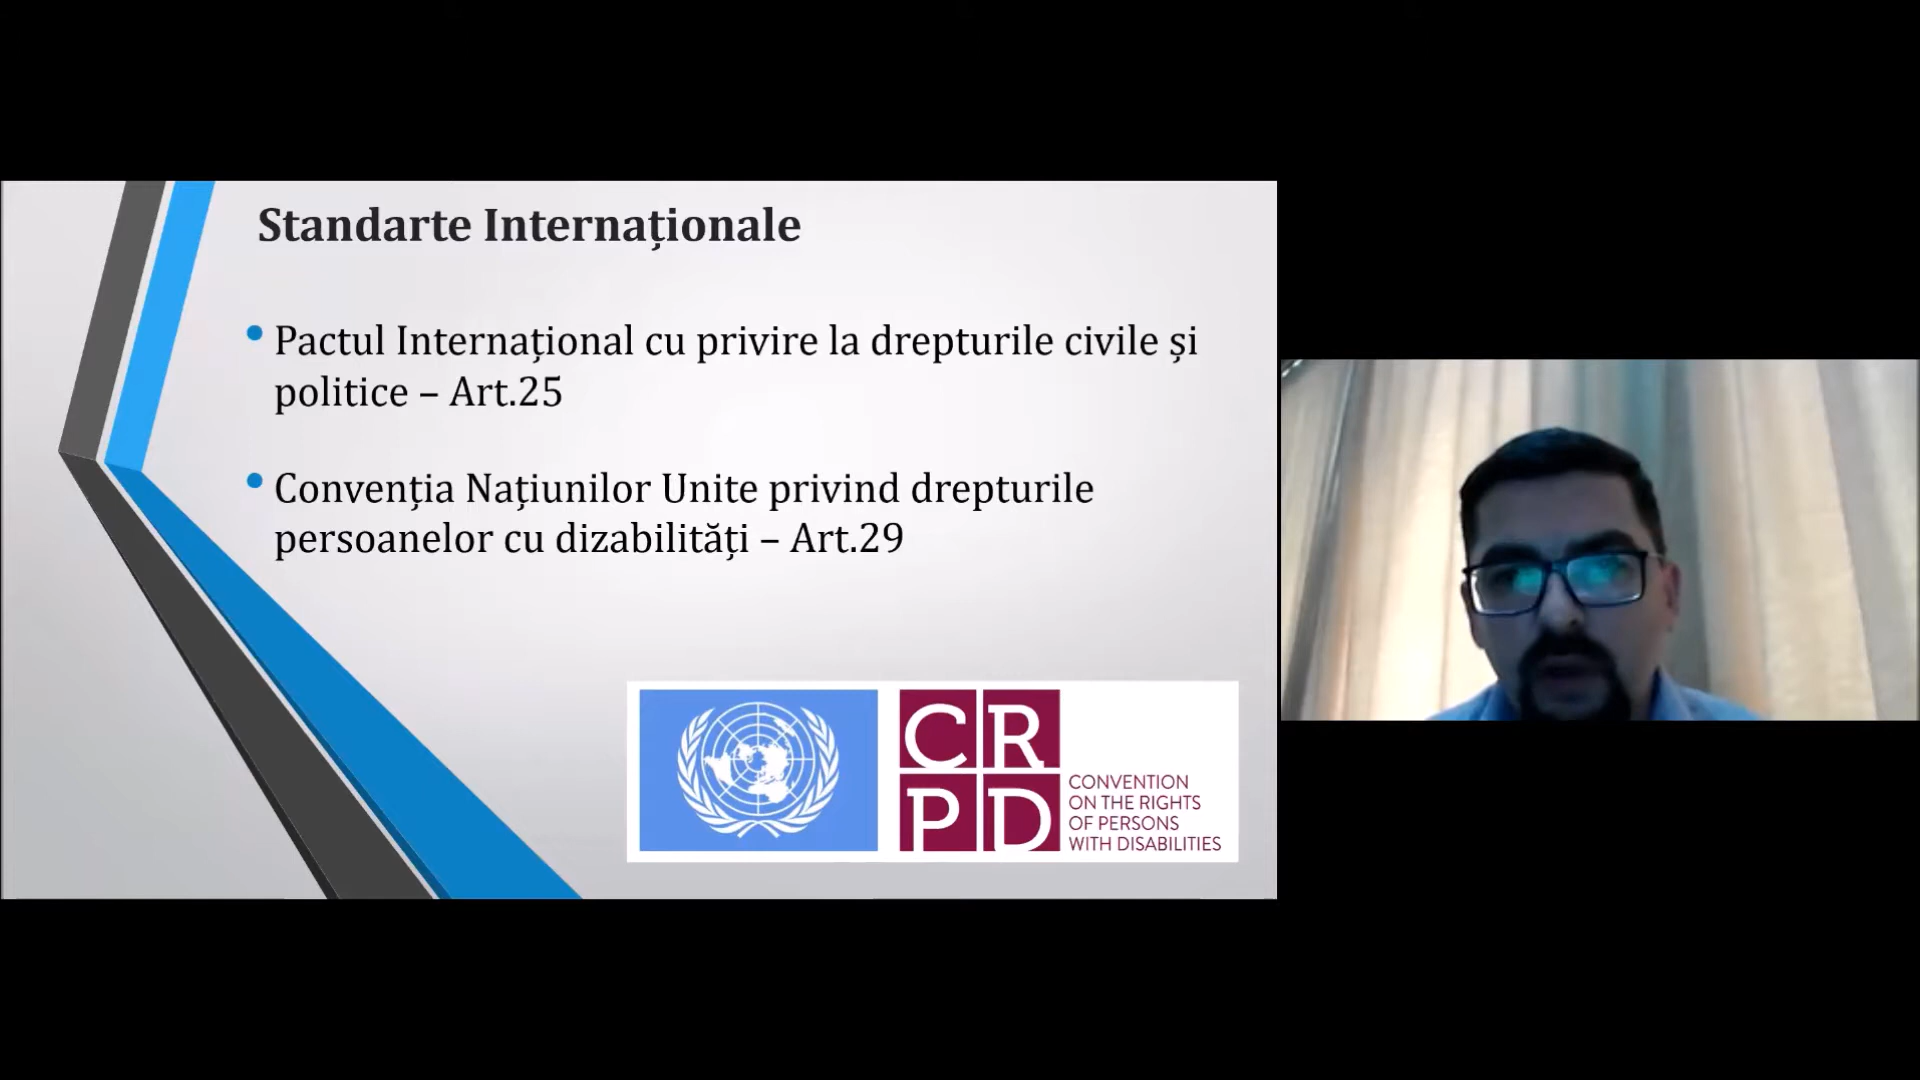 Standarte Internaționale
Pactul Internațional cu privire la drepturile civile și
politice – Art.25
Convenția Națiunilor Unite privind drepturile
persoanelor cu dizabilități – Art.29
CR
PD
CONVENTION
ON THE RIGHTS
OF PERSONS
WITH DISABILITIES